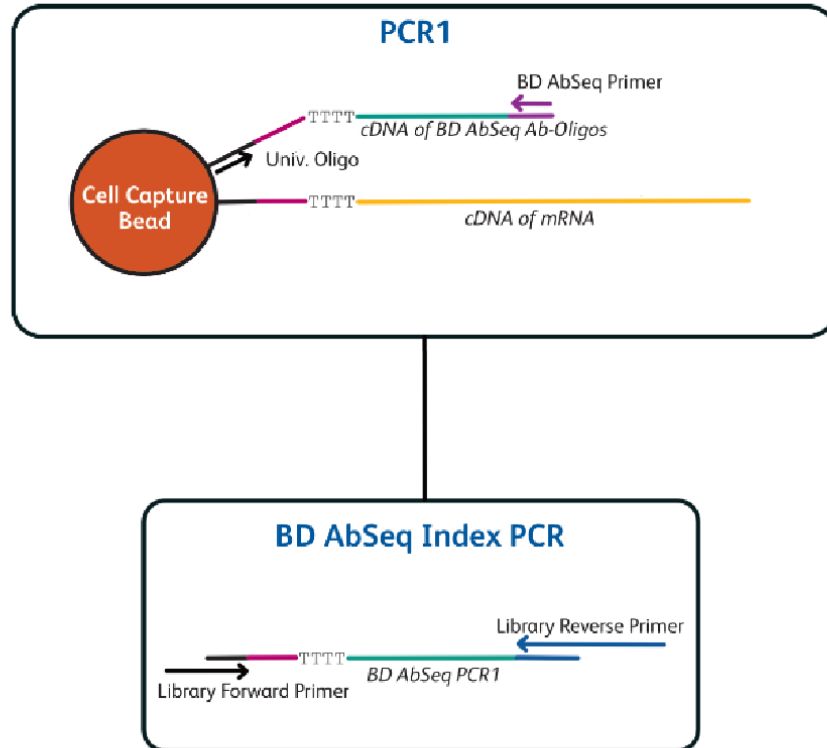 PCR1
BD AbSeq Primer
TTTT
cDNA of BD AbSeq Ab-Oligos
Univ. Oligo
Cell Capture
Bead
TTTT
cDNA of mRNA
BD AbSeq Index PCR
Library Reverse Primer
TTTT
BD AbSeq PCR1
Library Forward Primer